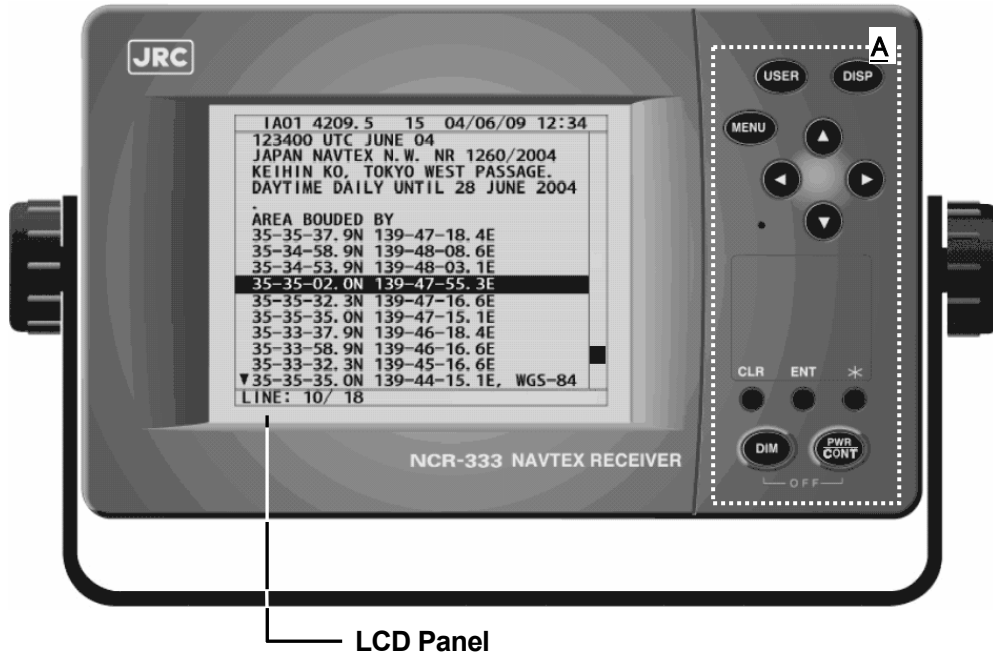 JRC
A
USER DISP
MENU
IA01 4209.5 15 04/06/09 12:34
123400 UTC JUNE 04
JAPAN NAVTEX N.W. NR 1260/2004
KEIHIN KO, TOKYO WEST PASSAGE.
DAYTIME DAILY UNTIL 28 JUNE 2004
.
AREA BOUDED BY
35-35-37.9N 139-47-18.4E
35-34-58.9N 139-48-08.6E
35-34-53.9N 139-48-03.1E
35-35-02.0N 139-47-55.3E
35-35-32.3N 139-47-16.6E
35-35-35.0N 139-47-15.1E
35-33-37.9N 139-46-18.4E
35-33-58.9N 139-46-16.6E
35-33-32.3N 139-45-16.6E
▼35-35-35.0N 139-44-15.1E, WGS-84
LINE: 10/ 18
CLR ENT ✳
DIM PWR/CONT
OFF
NCR-333 NAVTEX RECEIVER
LCD Panel